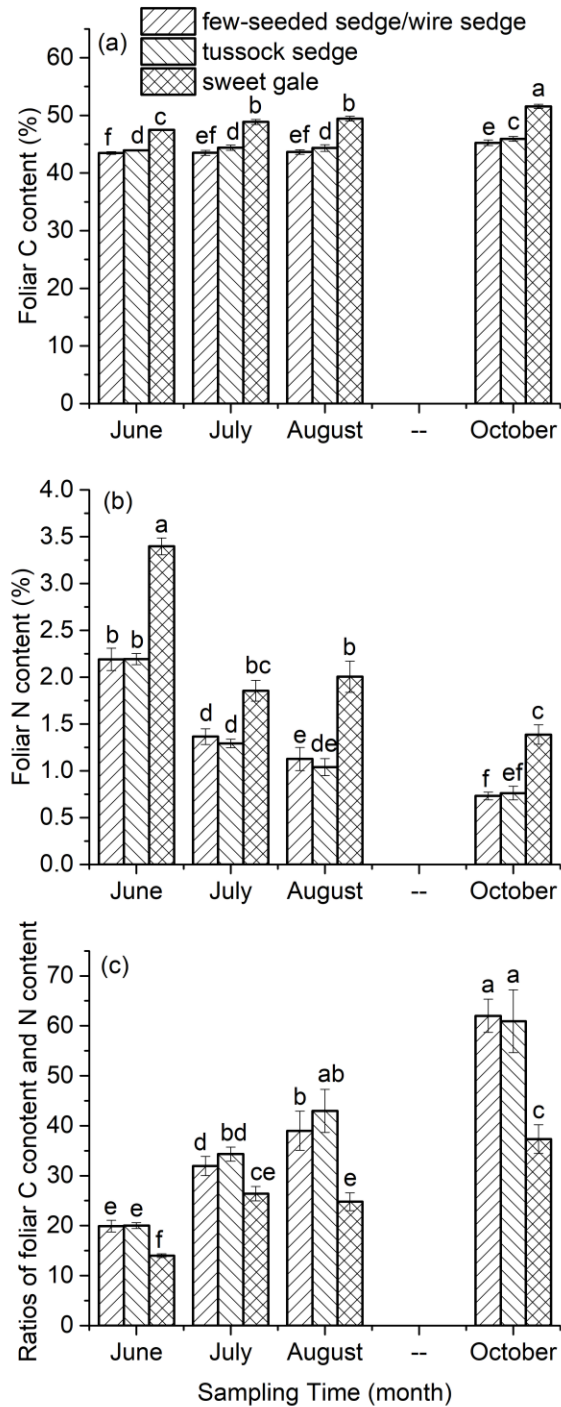 (a)
few-seeded sedge/wire sedge
tussock sedge
sweet gale
Foliar C content (%)
60
50
40
30
20
10
0
f d c ef d b ef d b e c a
June July August -- October
(b)
Foliar N content (%)
4.0
3.5
3.0
2.5
2.0
1.5
1.0
0.5
0.0
b b a d d bc e de b f ef c
June July August -- October
(c)
Ratios of foliar C conotent and N content
70
60
50
40
30
20
10
0
e e f d bd ce b ab e a a c
June July August -- October
Sampling Time (month)